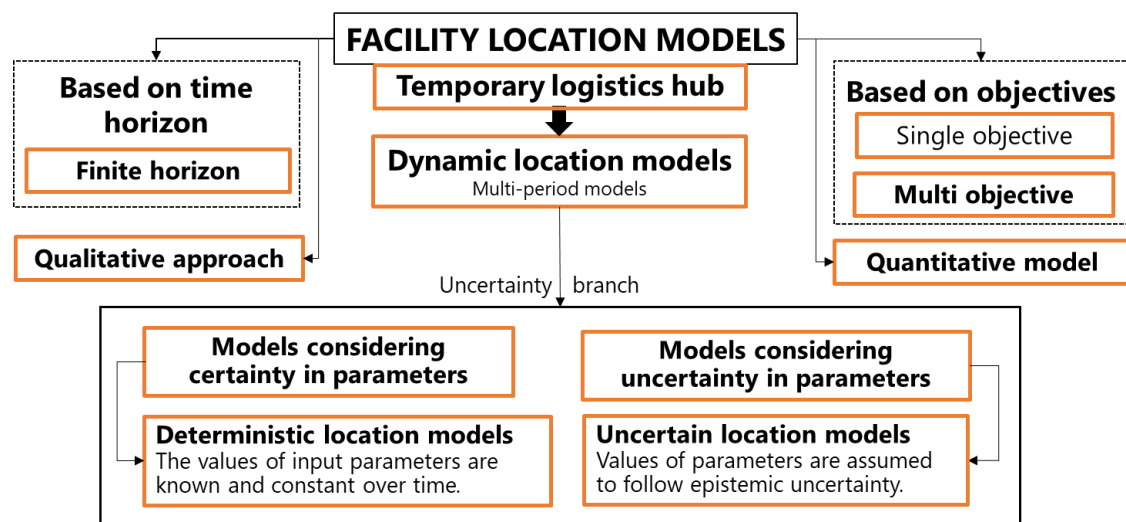 FACILITY LOCATION MODELS
Temporary logistics hub
Based on time
horizon
Finite horizon
Dynamic location models
Multi-period models
Based on objectives
Single objective
Multi objective
Qualitative approach
Quantitative model
Uncertainty branch
Models considering
certainty in parameters
Models considering
uncertainty in parameters
Deterministic location models
The values of input parameters are
known and constant over time.
Uncertain location models
Values of parameters are assumed
to follow epistemic uncertainty.